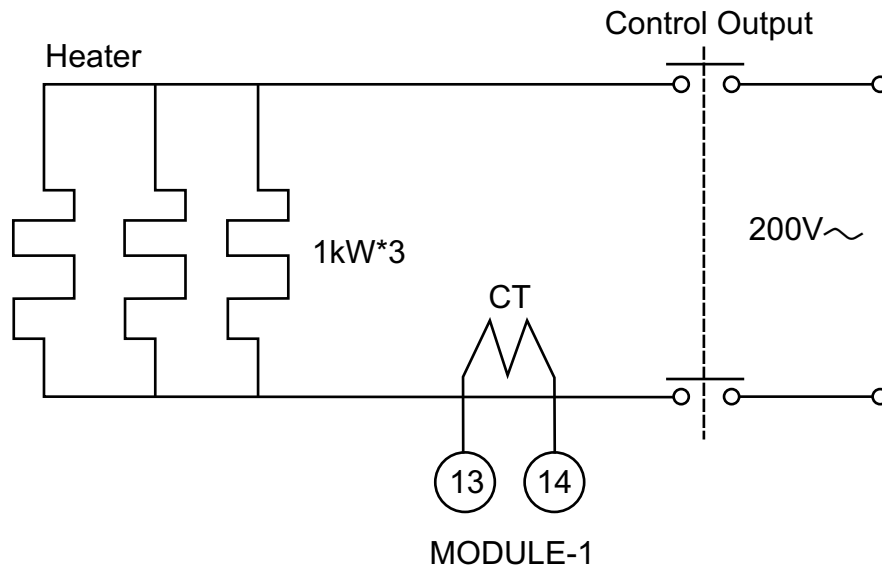 Control Output
Heater
200V～
1kW*3
CT
13 14
MODULE-1